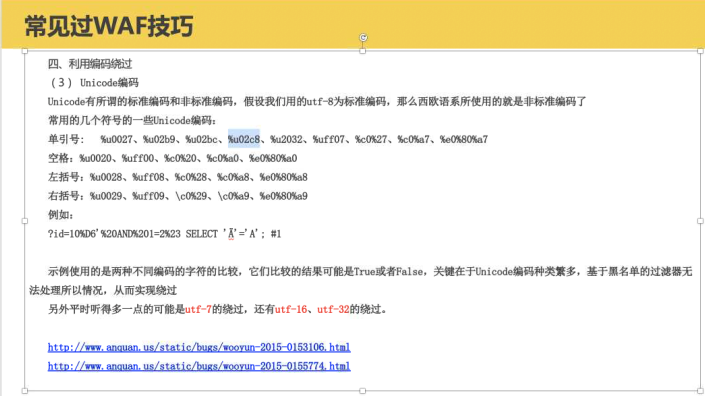 常见过WAF技巧
四、利用编码绕过
（3） Unicode编码
Unicode有所谓的标准编码和非标准编码，假设我们用的utf-8为标准编码，那么西欧语系所使用的就是非标准编码了
常用的几个符号的一些Unicode编码：
单引号： %u0027、%u02b9、%u02bc、%u02c8、%u2032、%uff07、%c0%27、%c0%a7、%e0%80%a7
空格：%u0020、%uff00、%c0%20、%c0%a0、%e0%80%a0
左括号：%u0028、%uff08、%c0%28、%c0%a8、%e0%80%a8
右括号：%u0029、%uff09、\c0%29、\c0%a9、%e0%80%a9
例如：
?id=10%D6'%20AND%201=2%23 SELECT 'Ä'='A'; #1
示例使用的是两种不同编码的字符的比较，它们比较的结果可能是True或者False，关键在于Unicode编码种类繁多，基于黑名单的过滤器无
法处理所以情况，从而实现绕过
另外平时听得多一点的可能是utf-7的绕过，还有utf-16、utf-32的绕过。
http://www.anquan.us/static/bugs/wooyun-2015-0153106.html
http://www.anquan.us/static/bugs/wooyun-2015-0155774.html